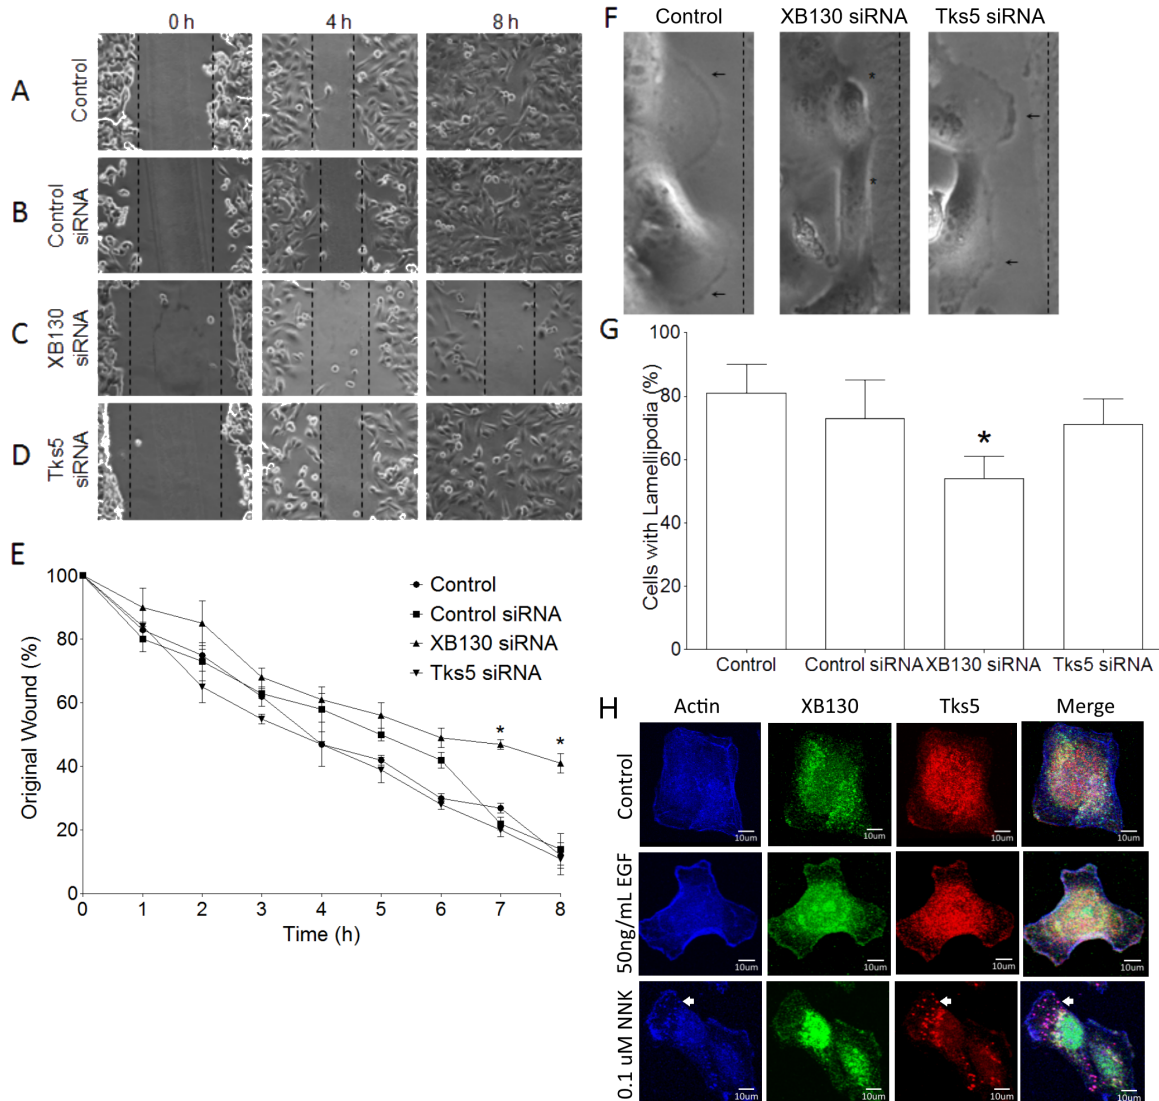 0 h 4h 8h
A Control
B Control siRNA
C XB130 siRNA
D Tks5 siRNA
E
100
80
60
40
20
0
Original Wound (%)
0 1 2 3 4 5 6 7 8
Time (h)
Control
Control siRNA
XB130 siRNA
Tks5 siRNA
* *
F Control XB130 siRNA Tks5 siRNA
*
*
G
100
80
60
40
20
0
Cells with Lamellipodia (%)
*
Control Control siRNA XB130 siRNA Tks5 siRNA
H Actin XB130 Tks5 Merge
Control
10um 10um 10um 10um
50ng/mL EGF
10um 10um 10um 10um
0.1 uM NNK
10um 10um 10um 10um